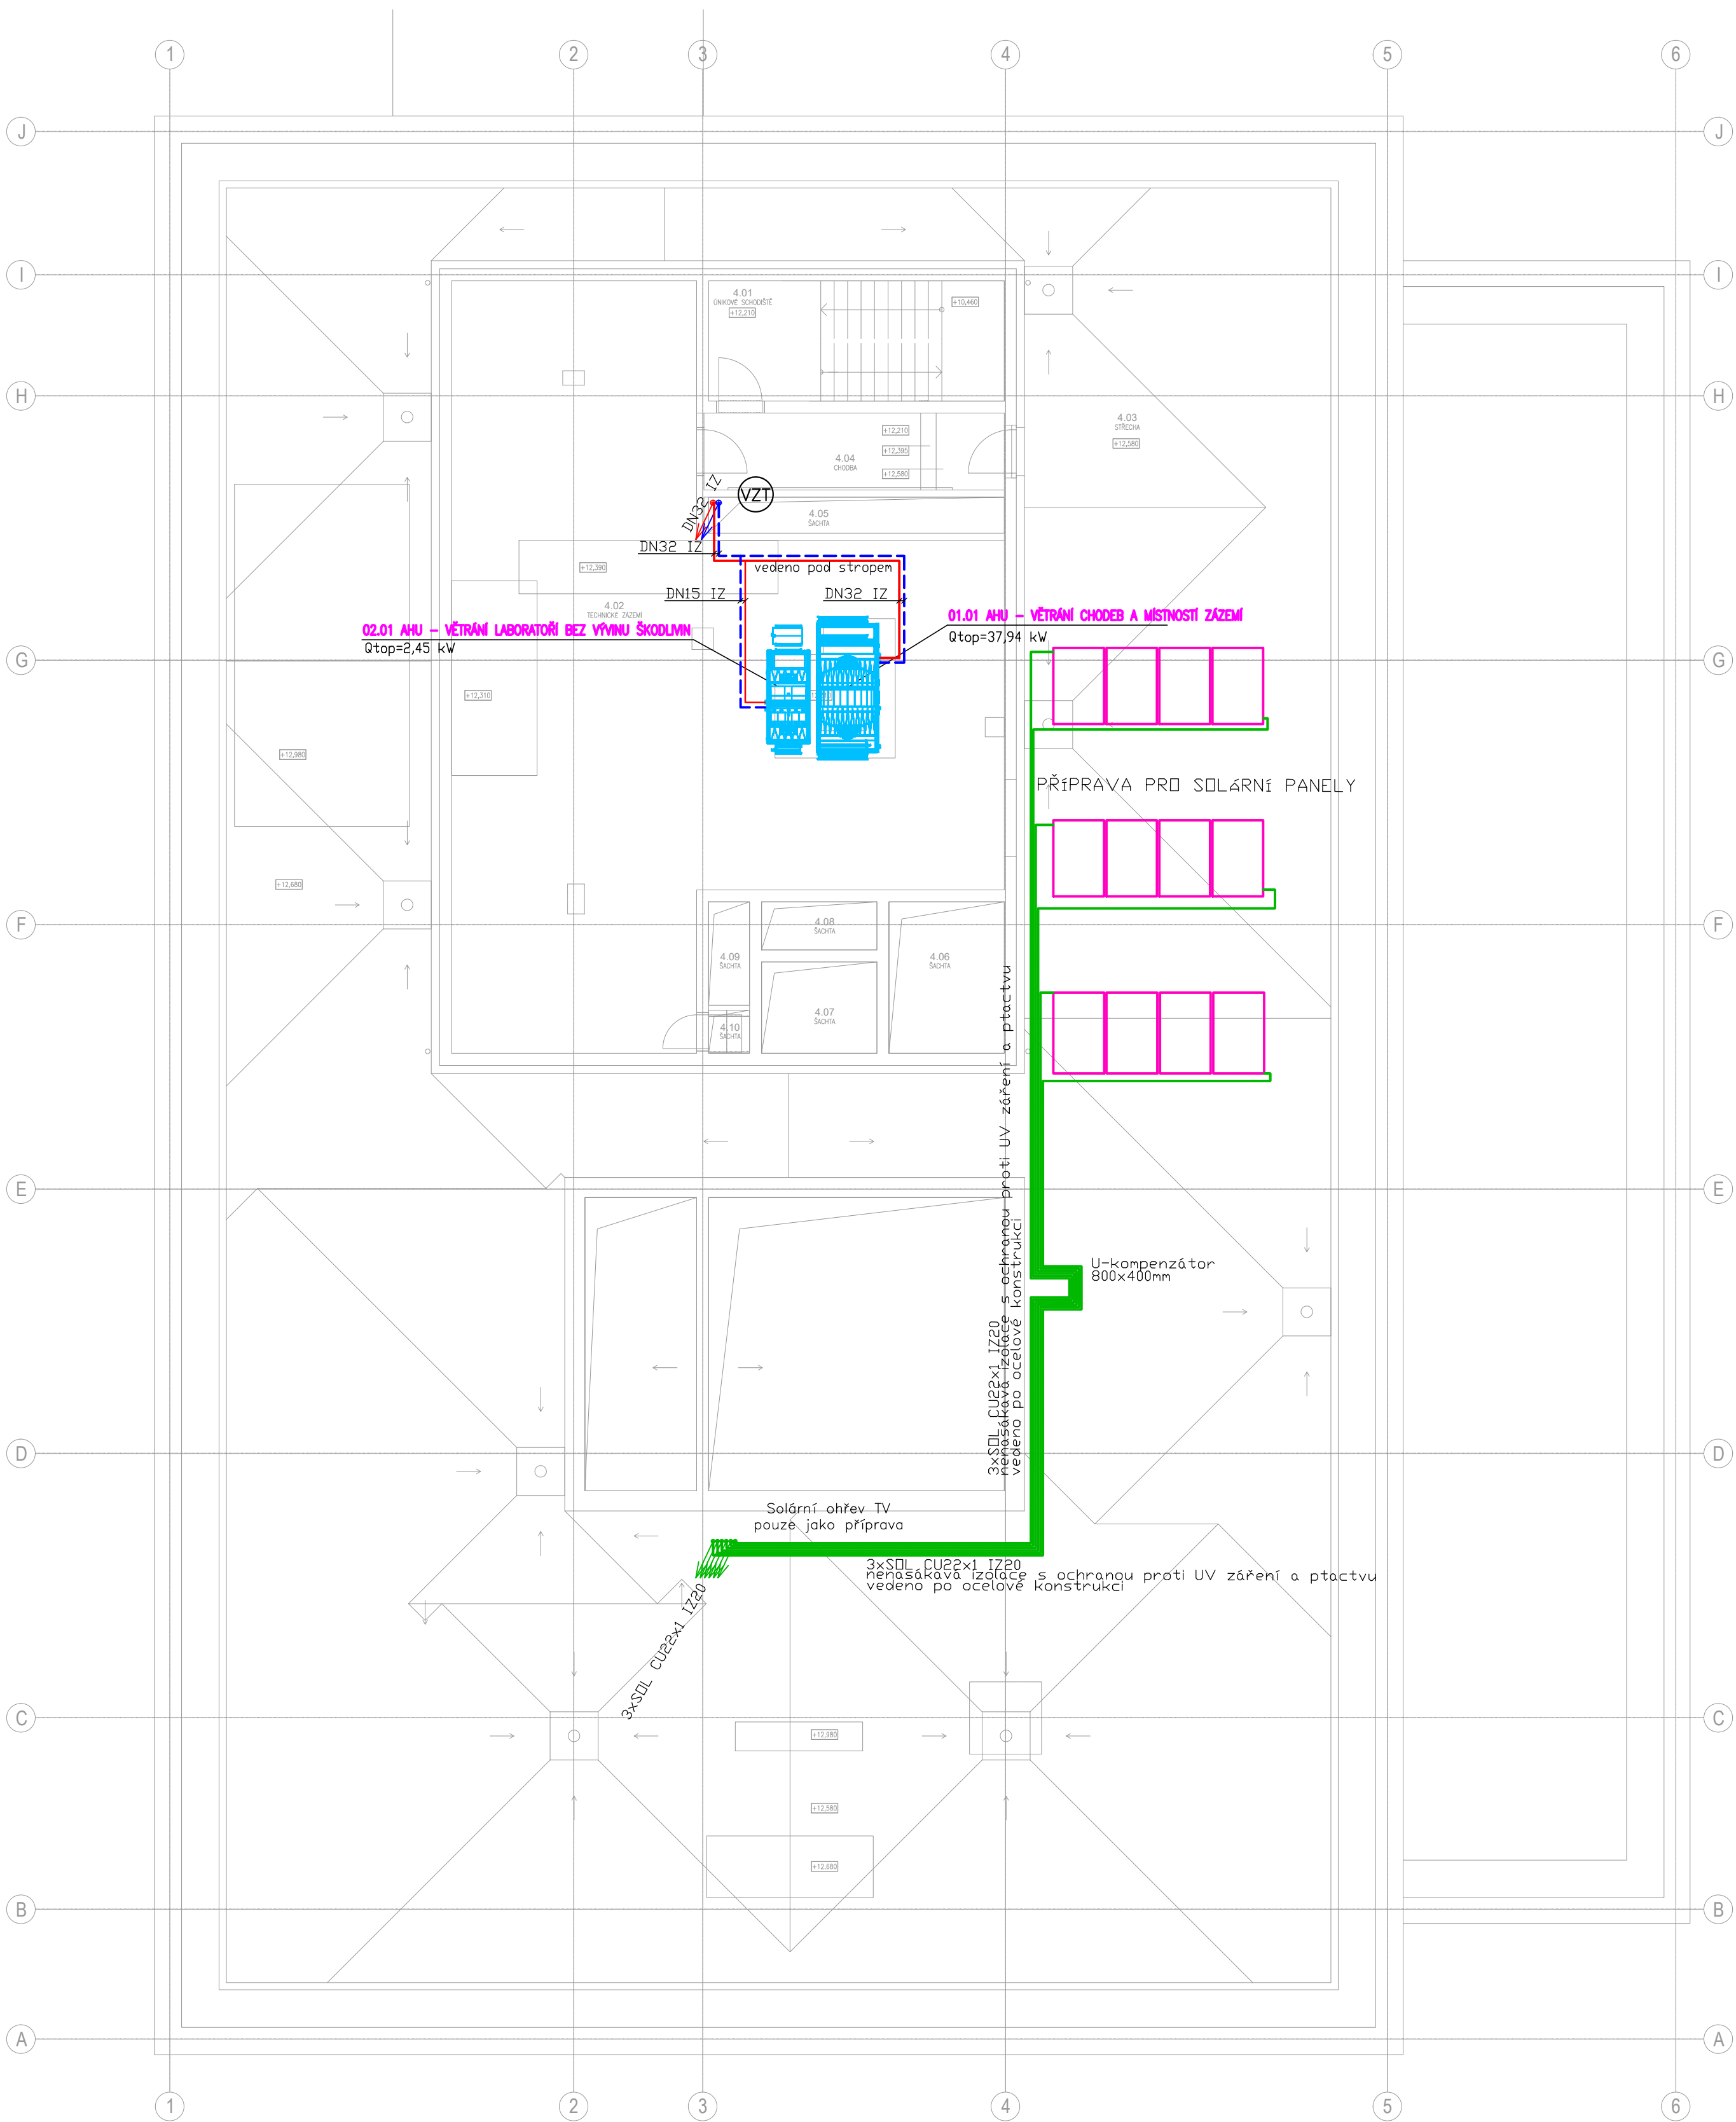 1
2
3
4
5
6
J
J
I
I
4.01
ÚNIKOVÉ SCHODIŠTĚ
+12,210
+10,460
H
H
4.03
STŘECHA
+12,580
+12,210
+12,395
+12,580
4.04
CHODBA
VZT
DN32 IZ
4.05
ŠACHTA
DN32 IZ
vedeno pod stropem
+12,390
DN15 IZ
DN32 IZ
4.02
TECHNICKÉ ZÁZEMÍ
02.01 AHU - VĚTRÁNÍ LABORATOŘÍ BEZ VÝVINU ŠKODLIVIN
Qtop=2,45 kW
01.01 AHU - VĚTRÁNÍ CHODEB A MÍSTNOSTÍ ZÁZEMÍ
Qtop=37,94 kW
G
G
+12,310
+12,980
PŘÍPRAVA PRO SOLÁRNÍ PANELY
+12,680
F
F
4.08
ŠACHTA
4.09
ŠACHTA
4.06
ŠACHTA
4.07
ŠACHTA
4.10
ŠACHTA
E
E
U-kompenzátor
800x400mm
3xSOL CU22x1 IZ20
nenasákavá izolace s ochranou proti UV záření a ptactvu
vedeno po ocelové konstrukci
D
D
Solární ohřev TV
pouze jako příprava
3xSOL CU22x1 IZ20
nenasákavá izolace s ochranou proti UV záření a ptactvu
vedeno po ocelové konstrukci
3xSOL CU22x1 IZ20
C
C
+12,980
+12,580
+12,680
B
B
A
A
1
2
3
4
5
6